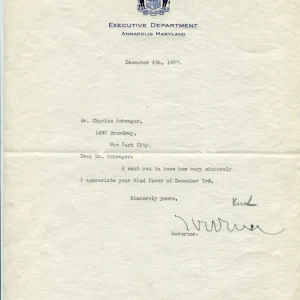 EXECUTIVE DEPARTMENT
ANNAPOLIS, MARYLAND
December 6th, 1927.
Mr. Charles Schwager,
1480 Broadway,
New York City.
Dear Mr. Schwager:
I want you to know how very sincerely
I appreciate your kind favor of December 3rd.
Sincerely yours,
Governor.